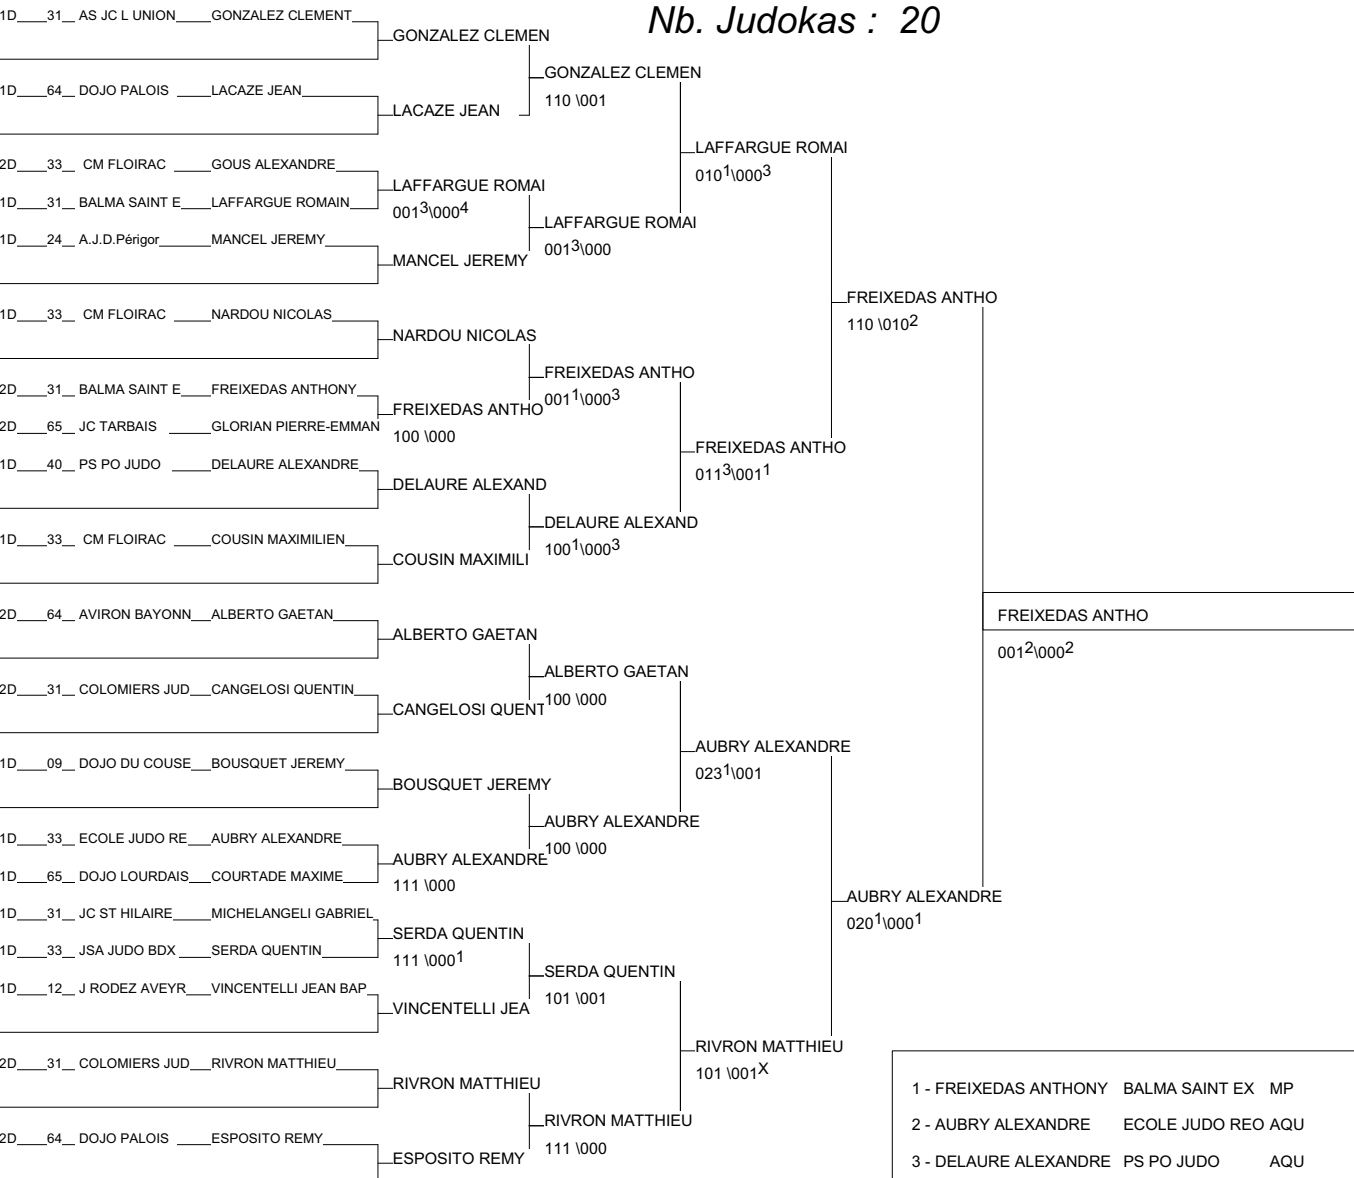 Nb. Judokas : 20
1D 31 AS JC L UNION GONZALEZ CLEMENT
GONZALEZ CLEMEN
GONZALEZ CLEMEN
110 \001
1D 64 DOJO PALOIS LACAZE JEAN
LACAZE JEAN
LAFFARGUE ROMAI
0101\0003
2D 33 CM FLOIRAC GOUS ALEXANDRE
LAFFARGUE ROMAI
0013\0004
1D 31 BALMA SAINT E LAFFARGUE ROMAIN
LAFFARGUE ROMAI
0013\000
1D 24 A.J.D.Périgor MANCEL JEREMY
MANCEL JEREMY
FREIXEDAS ANTHO
110 \0102
1D 33 CM FLOIRAC NARDOU NICOLAS
NARDOU NICOLAS
FREIXEDAS ANTHO
0011\0003
2D 31 BALMA SAINT E FREIXEDAS ANTHONY
FREIXEDAS ANTHO
100 \000
2D 65 JC TARBAIS GLORIAN PIERRE-EMMAN
FREIXEDAS ANTHO
0113\0011
1D 40 PS PO JUDO DELAURE ALEXANDRE
DELAURE ALEXAND
DELAURE ALEXAND
1001\0003
1D 33 CM FLOIRAC COUSIN MAXIMILIEN
COUSIN MAXIMILI
FREIXEDAS ANTHO
0012\0002
2D 64 AVIRON BAYONN ALBERTO GAETAN
ALBERTO GAETAN
ALBERTO GAETAN
100 \000
2D 31 COLOMIERS JUD CANGELOSI QUENTIN
CANGELOSI QUENT
AUBRY ALEXANDRE
0231\001
1D 09 DOJO DU COUSE BOUSQUET JEREMY
BOUSQUET JEREMY
AUBRY ALEXANDRE
100 \000
1D 33 ECOLE JUDO RE AUBRY ALEXANDRE
AUBRY ALEXANDRE
111 \000
1D 65 DOJO LOURDAIS COURTADE MAXIME
AUBRY ALEXANDRE
0201\0001
1D 31 JC ST HILAIRE MICHELANGELI GABRIEL
SERDA QUENTIN
111 \0001
1D 33 JSA JUDO BDX SERDA QUENTIN
SERDA QUENTIN
101 \001
1D 12 J RODEZ AVEYR VINCENTELLI JEAN BAP
VINCENTELLI JEA
RIVRON MATTHIEU
101 \001X
2D 31 COLOMIERS JUD RIVRON MATTHIEU
RIVRON MATTHIEU
RIVRON MATTHIEU
111 \000
2D 64 DOJO PALOIS ESPOSITO REMY
ESPOSITO REMY
1 - FREIXEDAS ANTHONY BALMA SAINT EX MP
2 - AUBRY ALEXANDRE ECOLE JUDO REO AQU
3 - DELAURE ALEXANDRE PS PO JUDO AQU